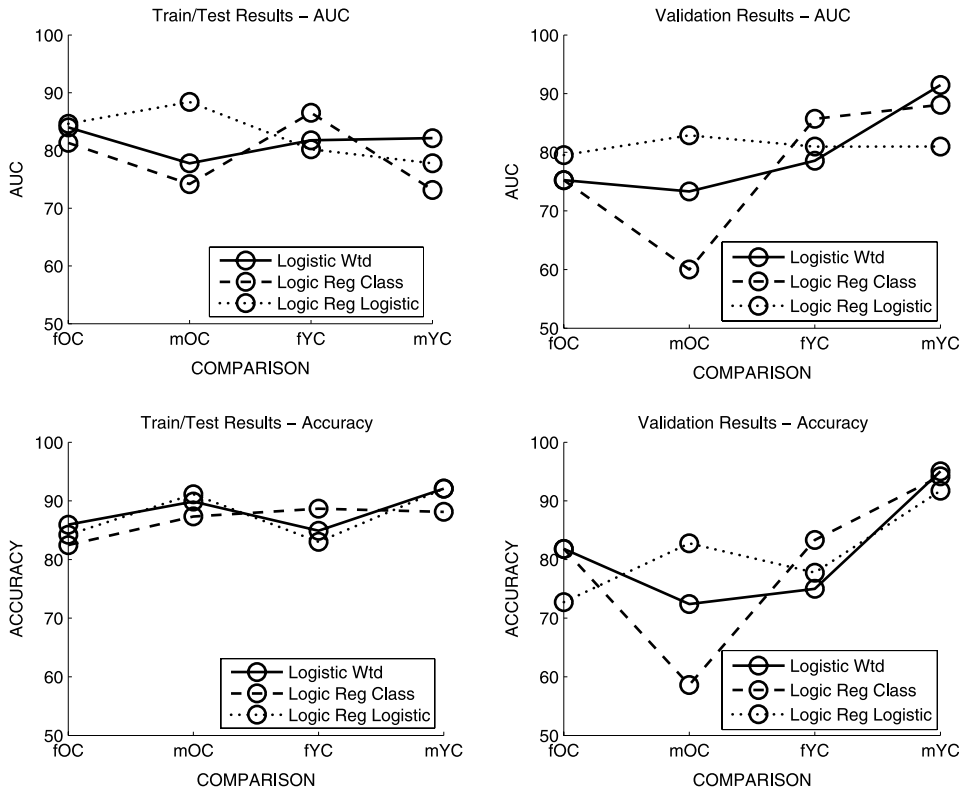 Train/Test Results – AUC
100
90
80
70
60
50
AUC
fOC mOC fYC mYC
COMPARISON
Logistic Wtd
Logic Reg Class
Logic Reg Logistic
Validation Results – AUC
100
90
80
70
60
50
AUC
fOC mOC fYC mYC
COMPARISON
Logistic Wtd
Logic Reg Class
Logic Reg Logistic
Train/Test Results – Accuracy
100
90
80
70
60
50
ACCURACY
fOC mOC fYC mYC
COMPARISON
Logistic Wtd
Logic Reg Class
Logic Reg Logistic
Validation Results – Accuracy
100
90
80
70
60
50
ACCURACY
fOC mOC fYC mYC
COMPARISON
Logistic Wtd
Logic Reg Class
Logic Reg Logistic